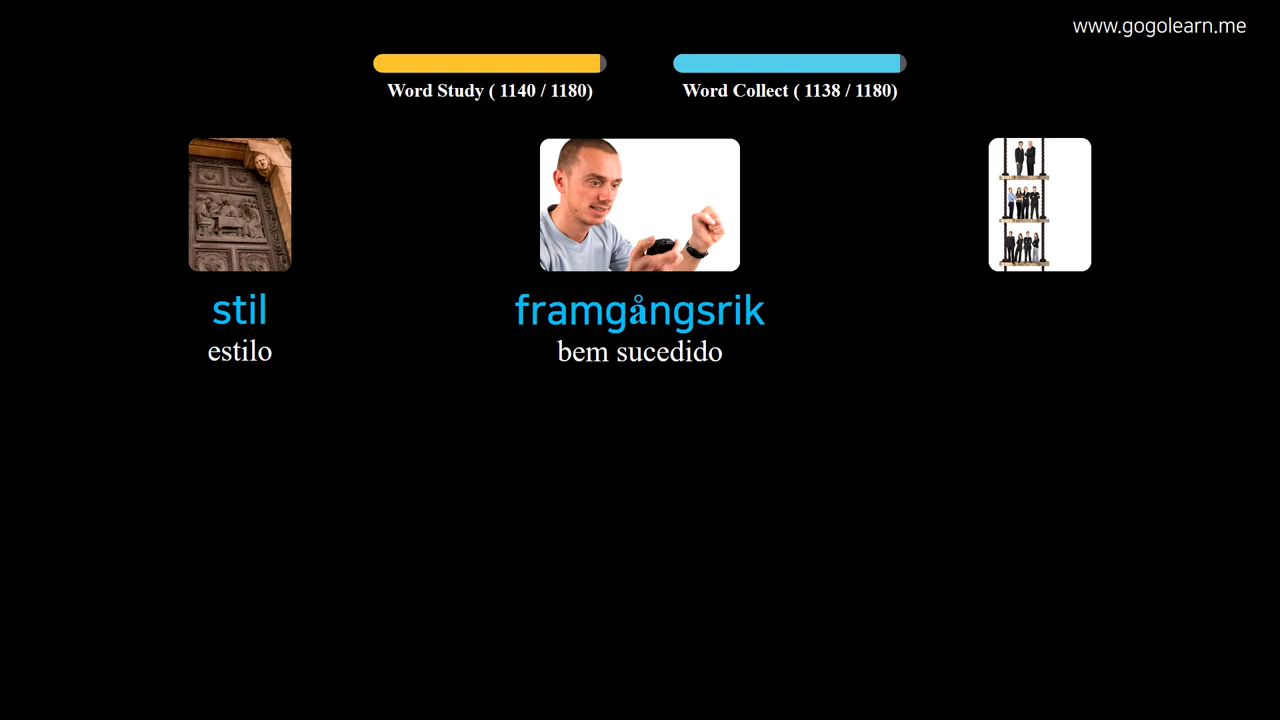 www.gogolearn.me
Word Study ( 1140 / 1180)
Word Collect ( 1138 / 1180)
stil
estilo
framgångsrik
bem sucedido